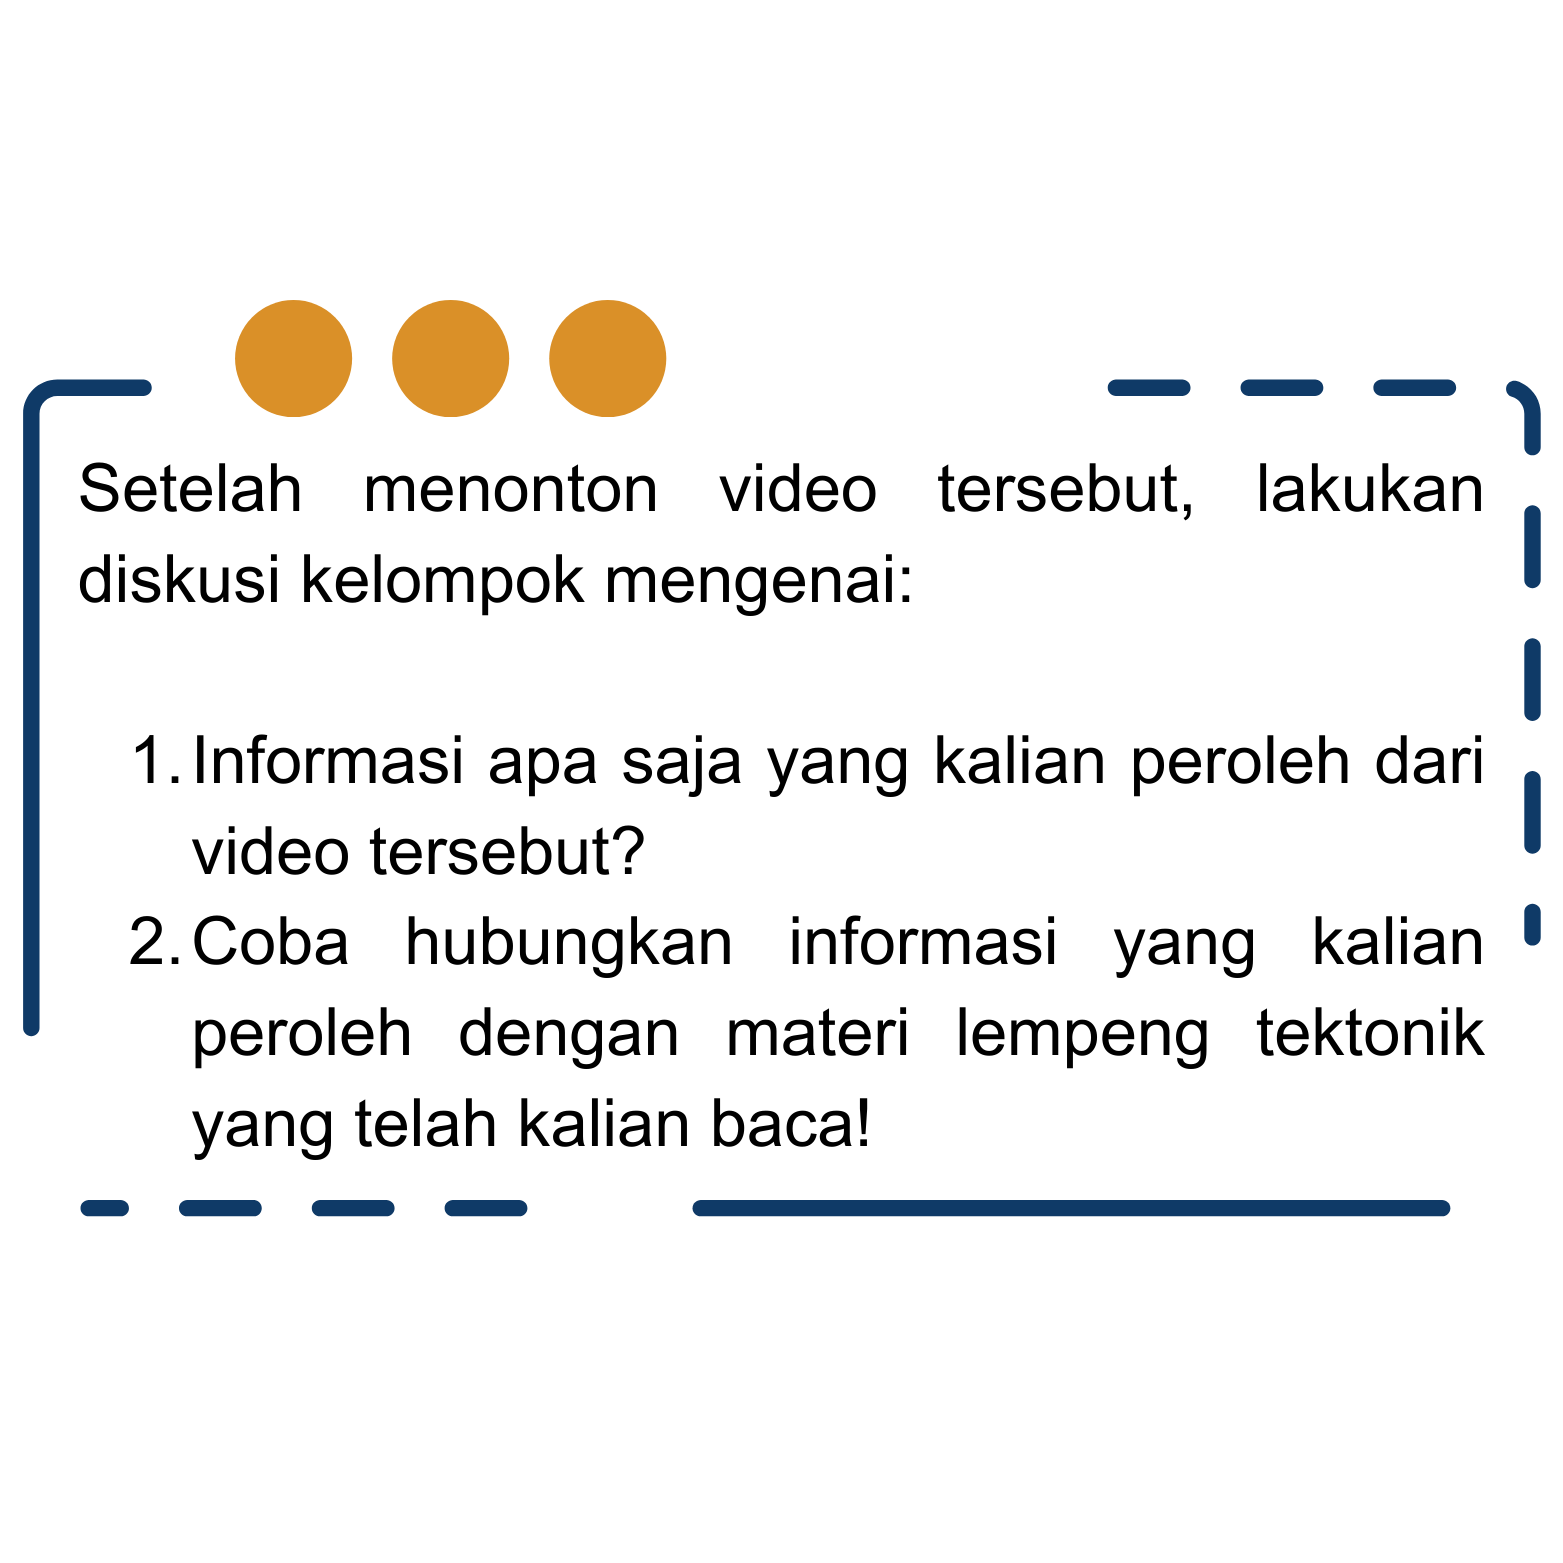 Setelah menonton video tersebut, lakukan
diskusi kelompok mengenai:
1. Informasi apa saja yang kalian peroleh dari
video tersebut?
2. Coba hubungkan informasi yang kalian
peroleh dengan materi lempeng tektonik
yang telah kalian baca!